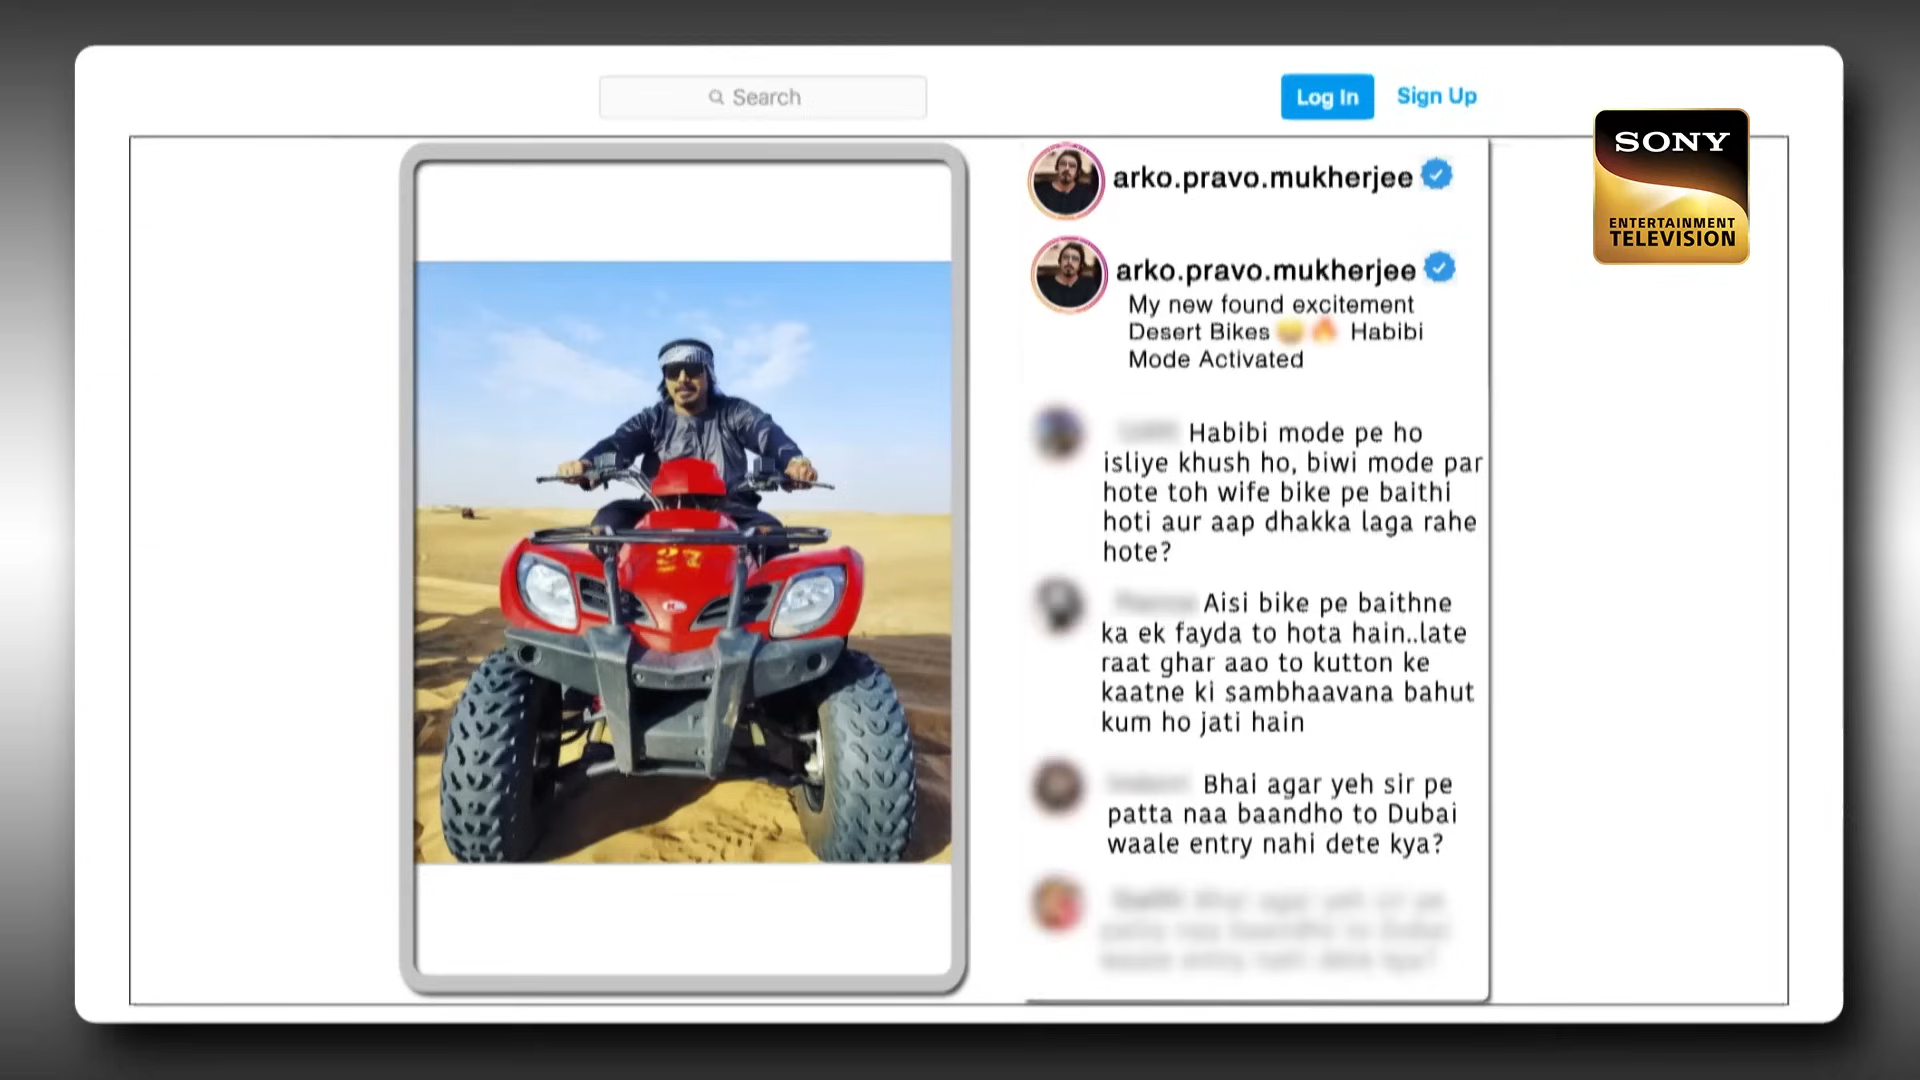 Search
Log In
Sign Up
SONY
ENTERTAINMENT
TELEVISION
arko.pravo.mukherjee
arko.pravo.mukherjee
My new found excitement
Desert Bikes 😂🔥 Habibi
Mode Activated
Habibi mode pe ho
isliye khush ho, biwi mode par
hote toh wife bike pe baithi
hoti aur aap dhakka laga rahe
hote?
Aisi bike pe baithne
ka ek fayda to hota hain..late
raat ghar aao to kutton ke
kaatne ki sambhaavana bahut
kum ho jati hain
Bhai agar yeh sir pe
patta naa baandho to Dubai
waale entry nahi dete kya?
27